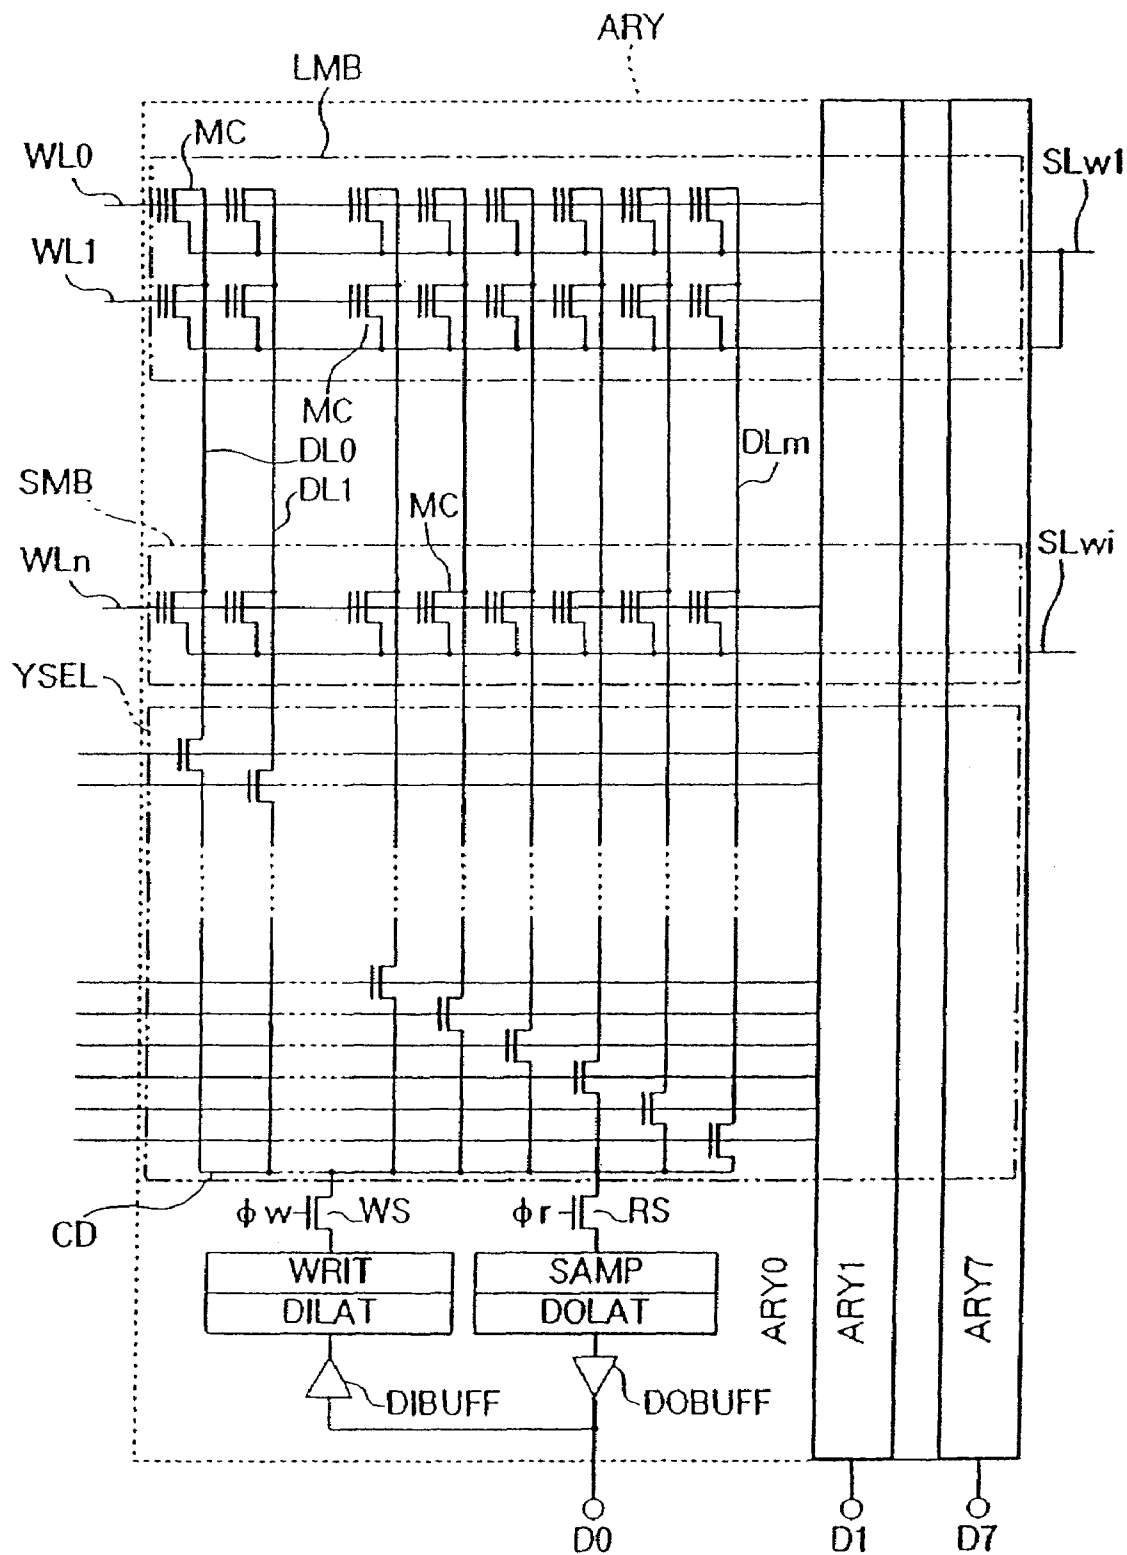 ARY
LMB
MC
WL0
SLw1
WL1
MC
DL0
DLm
SMB
DL1
MC
WLn
SLwi
YSEL
CD
ϕw
WS
ϕr
RS
WRIT
SAMP
DILAT
DOLAT
ARY0
ARY1
ARY7
DIBUFF
DOBUFF
D0
D1
D7